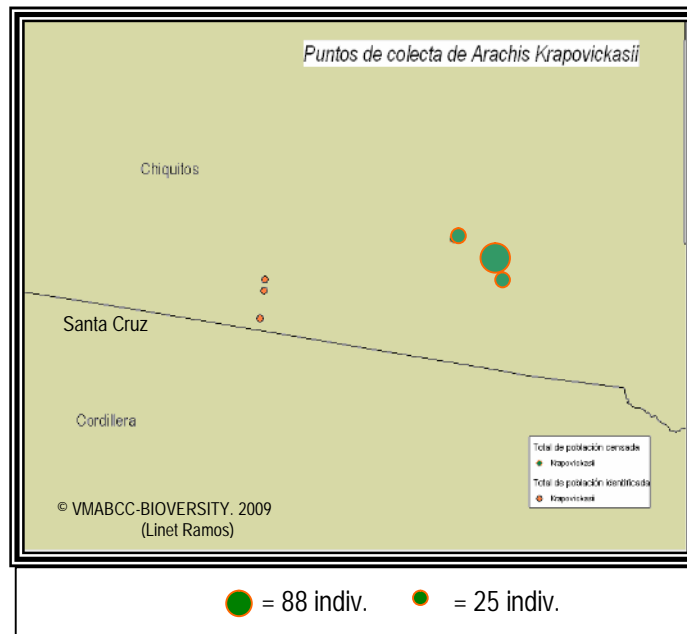 Puntos de colecta de Arachis Krapovickasii
Chiquitos
Santa Cruz
Cordillera
Total de población censada
Krapovickasii
Total de población identificada
Krapovickasii
© VMABCC-BIOVERSITY. 2009
(Linet Ramos)
= 88 indiv. = 25 indiv.